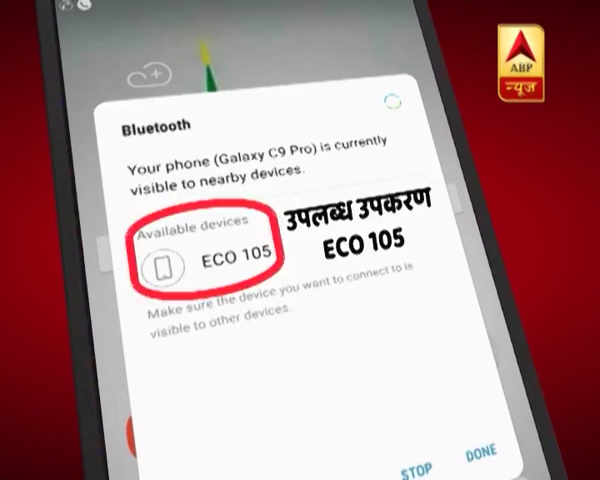 ABP
न्यूज़
Bluetooth
Your phone (Galaxy C9 Pro) is currently
visible to nearby devices.
Available devices
ECO 105
उपलब्ध उपकरण
ECO 105
Make sure the device you want to connect to is
visible to other devices.
STOP
DONE